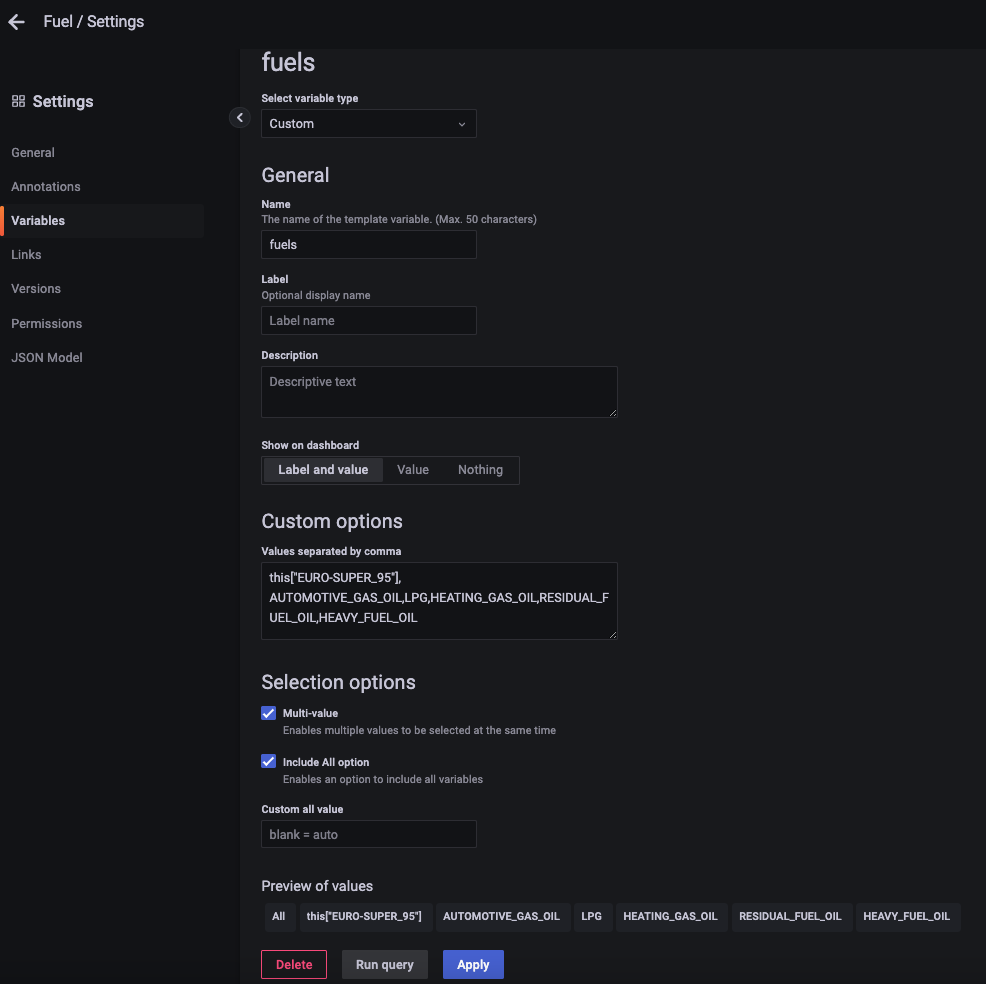 Fuel / Settings
Settings
General
Annotations
Variables
Links
Versions
Permissions
JSON Model
fuels
Select variable type
Custom
General
Name
The name of the template variable. (Max. 50 characters)
fuels
Label
Optional display name
Label name
Description
Descriptive text
Show on dashboard
Label and value Value Nothing
Custom options
Values separated by comma
this["EURO-SUPER_95"],
AUTOMOTIVE_GAS_OIL,LPG,HEATING_GAS_OIL,RESIDUAL_F
UEL_OIL,HEAVY_FUEL_OIL
Selection options
Multi-value
Enables multiple values to be selected at the same time
Include All option
Enables an option to include all variables
Custom all value
blank = auto
Preview of values
All this["EURO-SUPER_95"] AUTOMOTIVE_GAS_OIL LPG HEATING_GAS_OIL RESIDUAL_FUEL_OIL HEAVY_FUEL_OIL
Delete Run query Apply